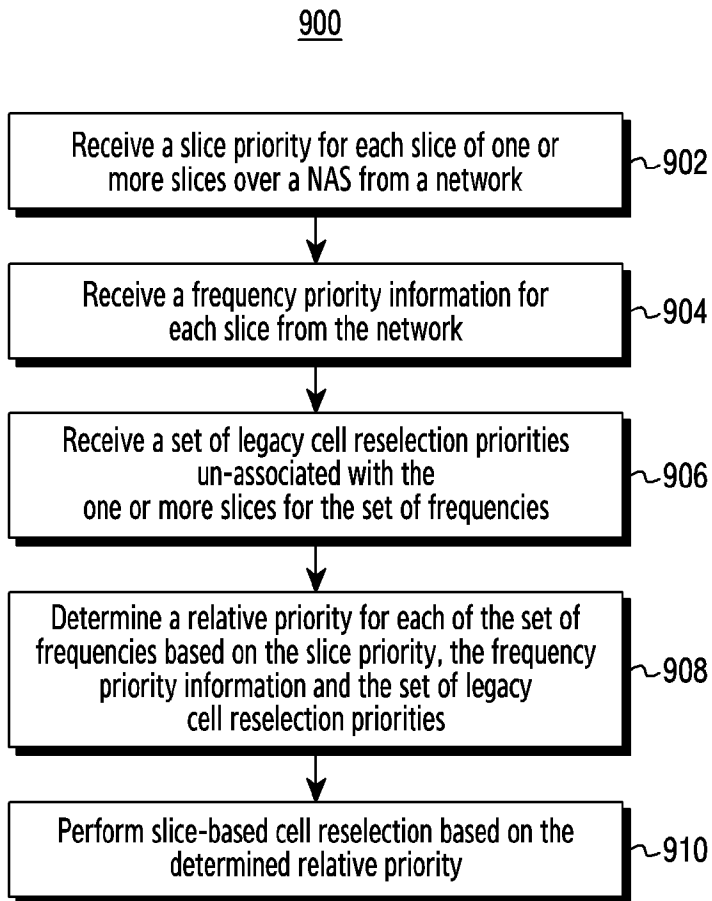 900
Receive a slice priority for each slice of one or
more slices over a NAS from a network
902
Receive a frequency priority information for
each slice from the network
904
Receive a set of legacy cell reselection priorities
un-associated with the
one or more slices for the set of frequencies
906
Determine a relative priority for each of the set of
frequencies based on the slice priority, the frequency
priority information and the set of legacy
cell reselection priorities
908
Perform slice-based cell reselection based on the
determined relative priority
910